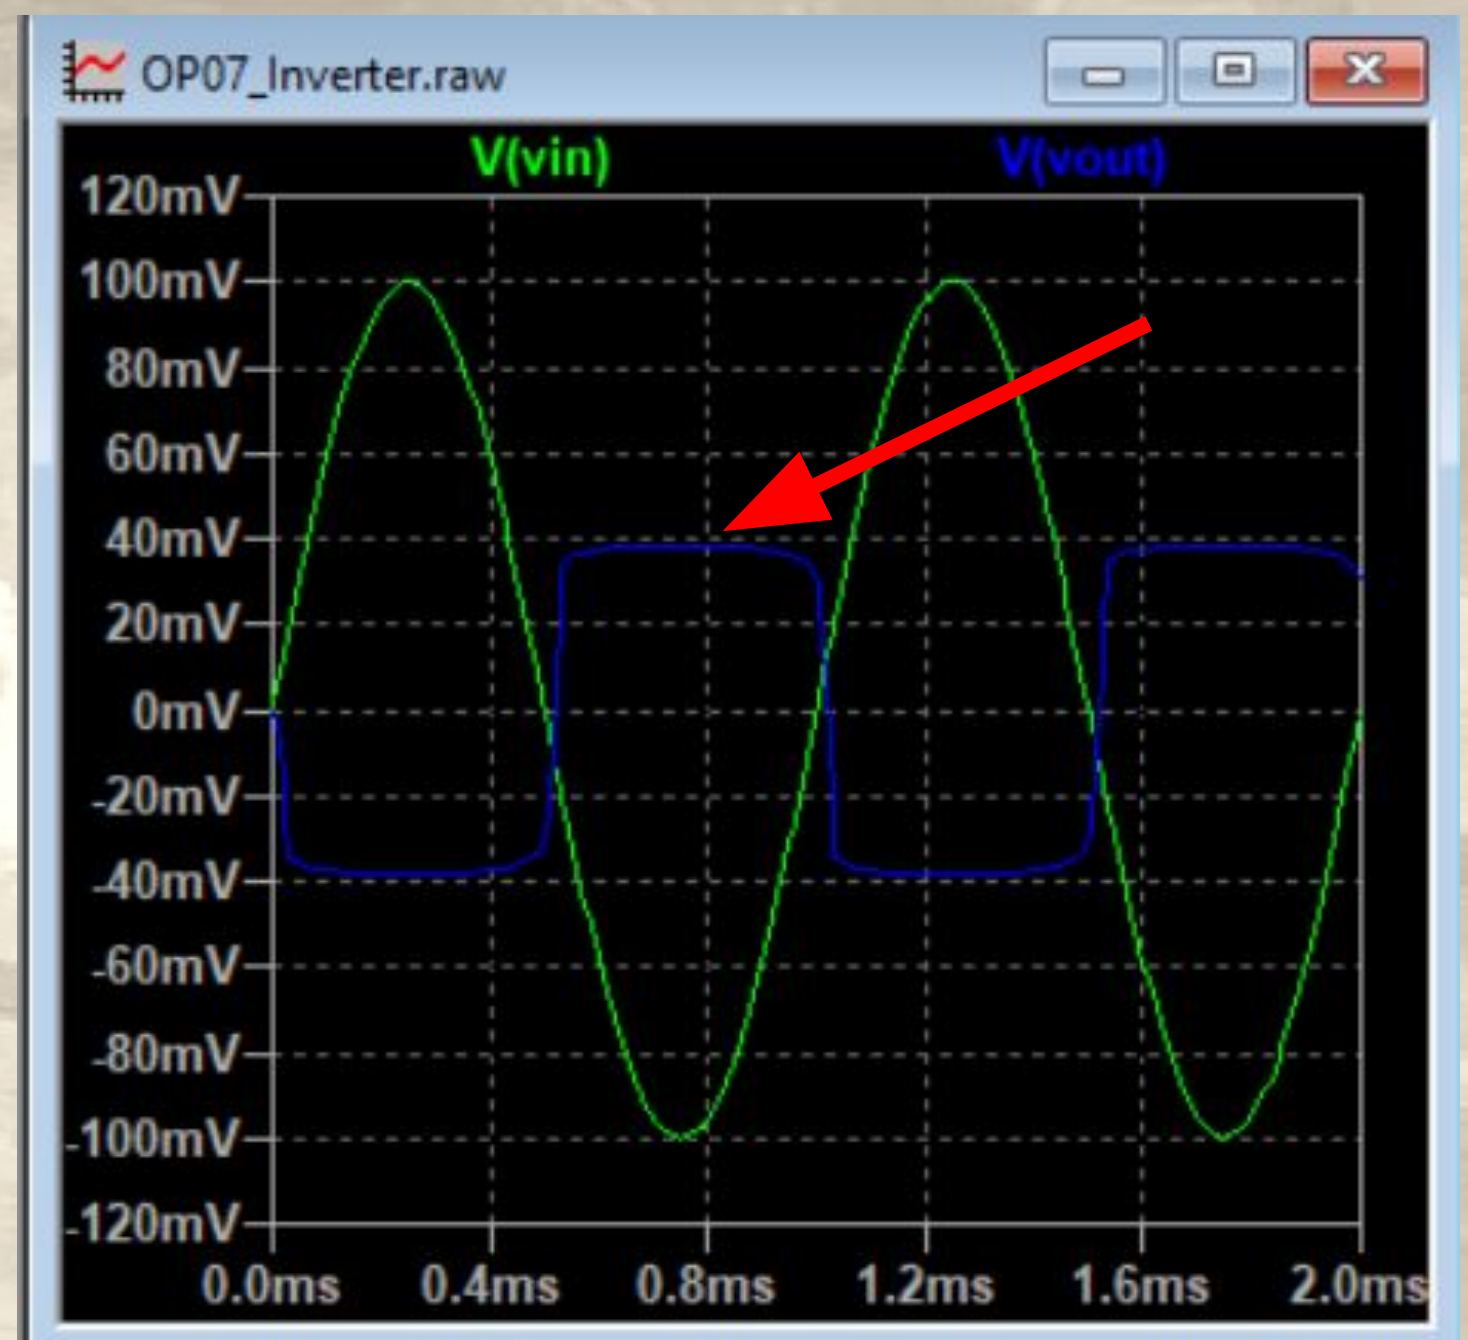 OP07_Inverter.raw
V(vin) V(vout)
120mV
100mV
80mV
60mV
40mV
20mV
0mV
-20mV
-40mV
-60mV
-80mV
-100mV
-120mV
0.0ms 0.4ms 0.8ms 1.2ms 1.6ms 2.0ms